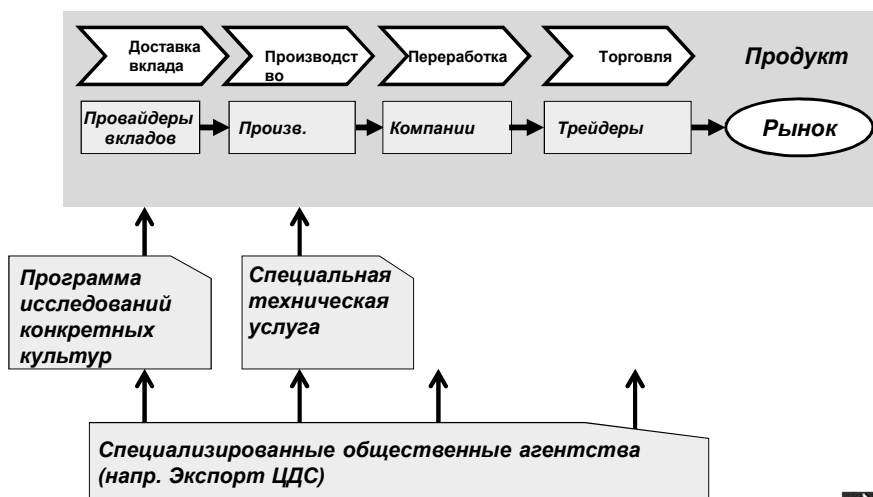 Доставка
вклада
Производст
во
Переработка
Торговля
Продукт
Провайдеры
вкладов
Произв.
Компании
Трейдеры
Рынок
Программа
исследований
конкретных
культур
Специальная
техническая
услуга
Специализированные общественные агентства
(напр. Экспорт ЦДС)